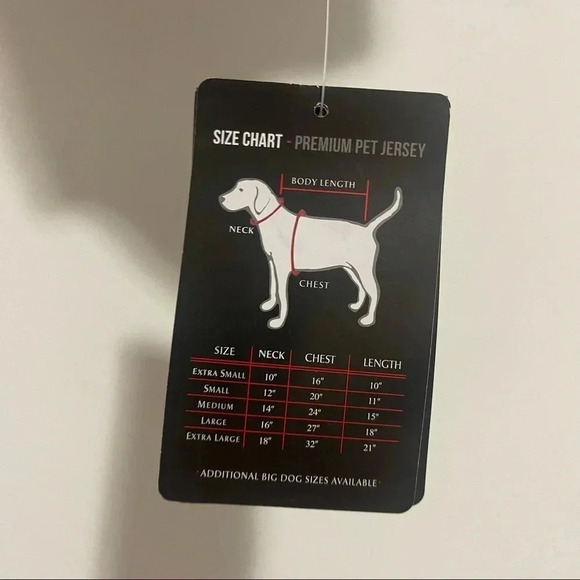 SIZE CHART - PREMIUM PET JERSEY
BODY LENGTH
NECK
CHEST
SIZE NECK CHEST LENGTH
EXTRA SMALL 10" 16" 10"
SMALL 12" 20" 11"
MEDIUM 14" 24" 15"
LARGE 16" 27" 18"
EXTRA LARGE 18" 32" 21"
·ADDITIONAL BIG DOG SIZES AVAILABLE·